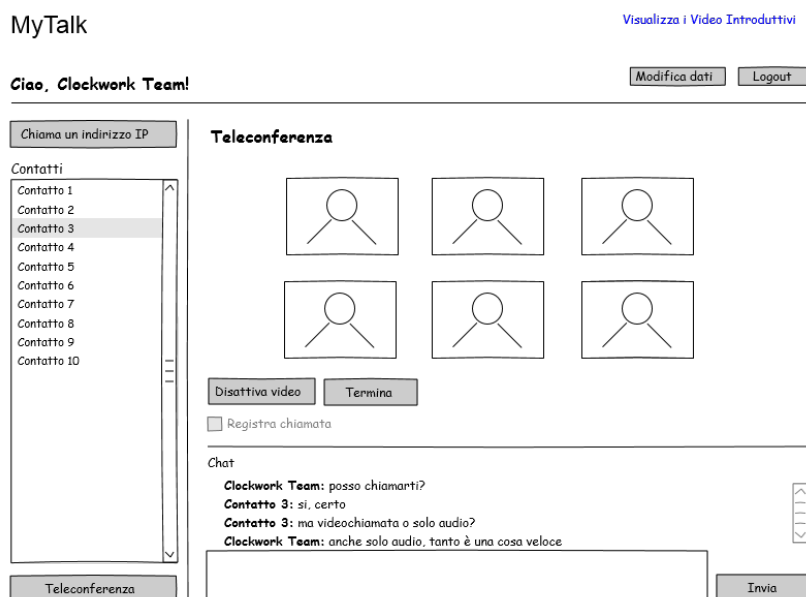 MyTalk
Visualizza i Video Introduttivi
Ciao, Clockwork Team!
Modifica dati
Logout
Chiama un indirizzo IP
Contatti
Contatto 1
Contatto 2
Contatto 3
Contatto 4
Contatto 5
Contatto 6
Contatto 7
Contatto 8
Contatto 9
Contatto 10
Teleconferenza
Teleconferenza
Disattiva video
Termina
Registra chiamata
Chat
Clockwork Team: posso chiamarti?
Contatto 3: si, certo
Contatto 3: ma videochiamata o solo audio?
Clockwork Team: anche solo audio, tanto è una cosa veloce
Invia